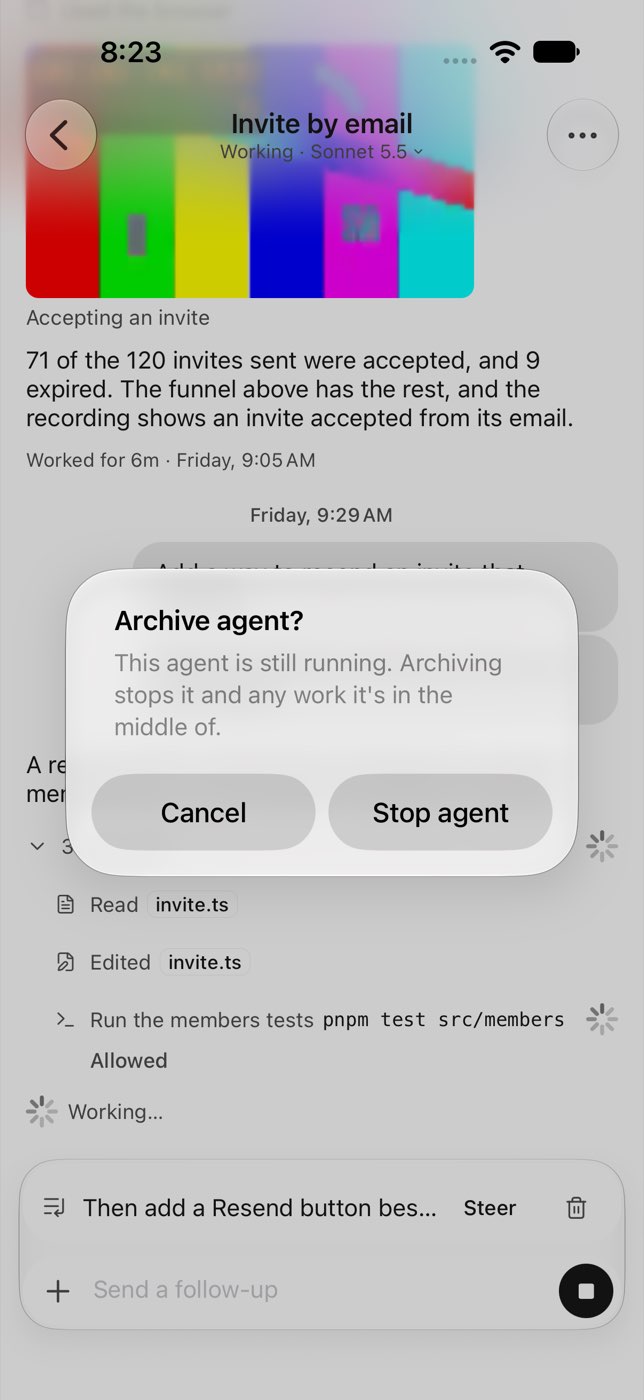 8:23
Invite by email
Working · Sonnet 5.5
Accepting an invite
71 of the 120 invites sent were accepted, and 9
expired. The funnel above has the rest, and the
recording shows an invite accepted from its email.
Worked for 6m · Friday, 9:05 AM
Friday, 9:29 AM
Archive agent?
This agent is still running. Archiving
stops it and any work it's in the
middle of.
Cancel
Stop agent
A re
mer
3
Read invite.ts
Edited invite.ts
Run the members tests pnpm test src/members
Allowed
Working...
Then add a Resend button bes... Steer
Send a follow-up